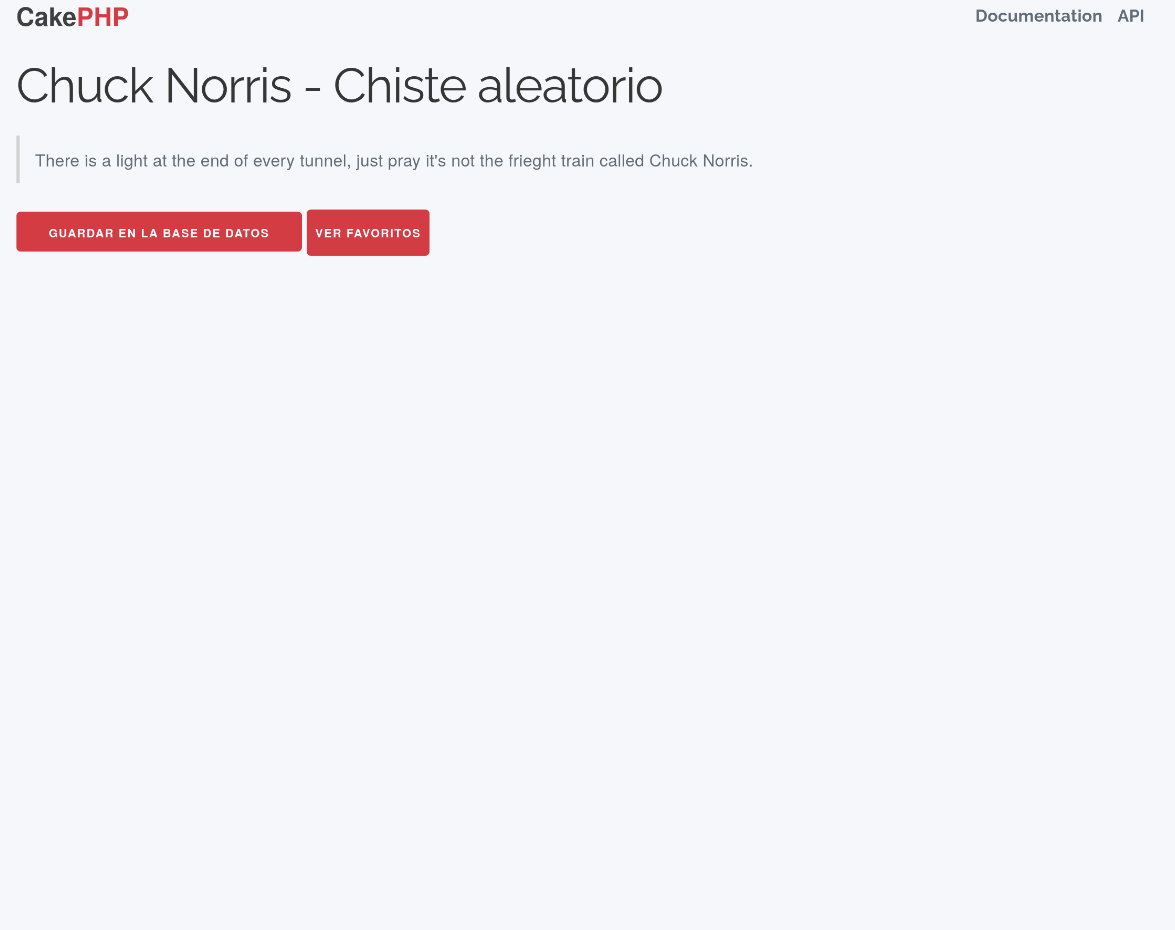 CakePHP
Documentation API
Chuck Norris - Chiste aleatorio
There is a light at the end of every tunnel, just pray it's not the frieght train called Chuck Norris.
GUARDAR EN LA BASE DE DATOS VER FAVORITOS